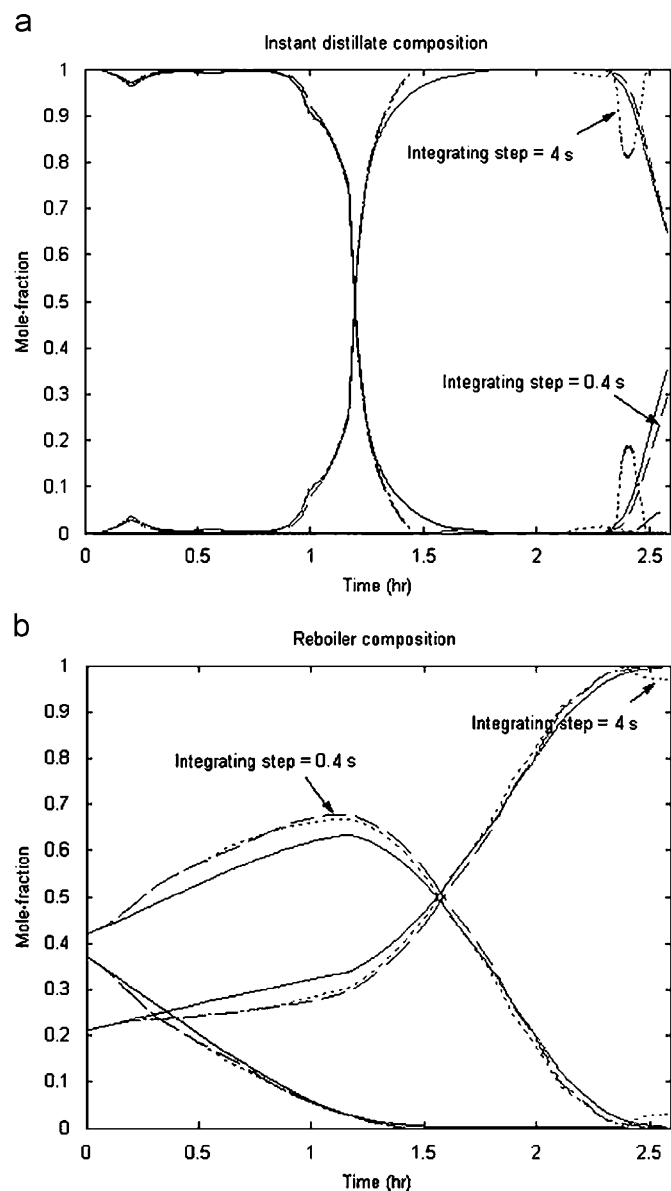 a
Instant distillate composition
1
0.9
0.8
0.7
0.6
0.5
0.4
0.3
0.2
0.1
0
Mole-fraction
Integrating step = 4 s
Integrating step = 0.4 s
0 0.5 1 1.5 2 2.5
Time (hr)
b
Reboiler composition
1
0.9
0.8
0.7
0.6
0.5
0.4
0.3
0.2
0.1
0
Mole-fraction
Integrating step = 4 s
Integrating step = 0.4 s
0 0.5 1 1.5 2 2.5
Time (hr)